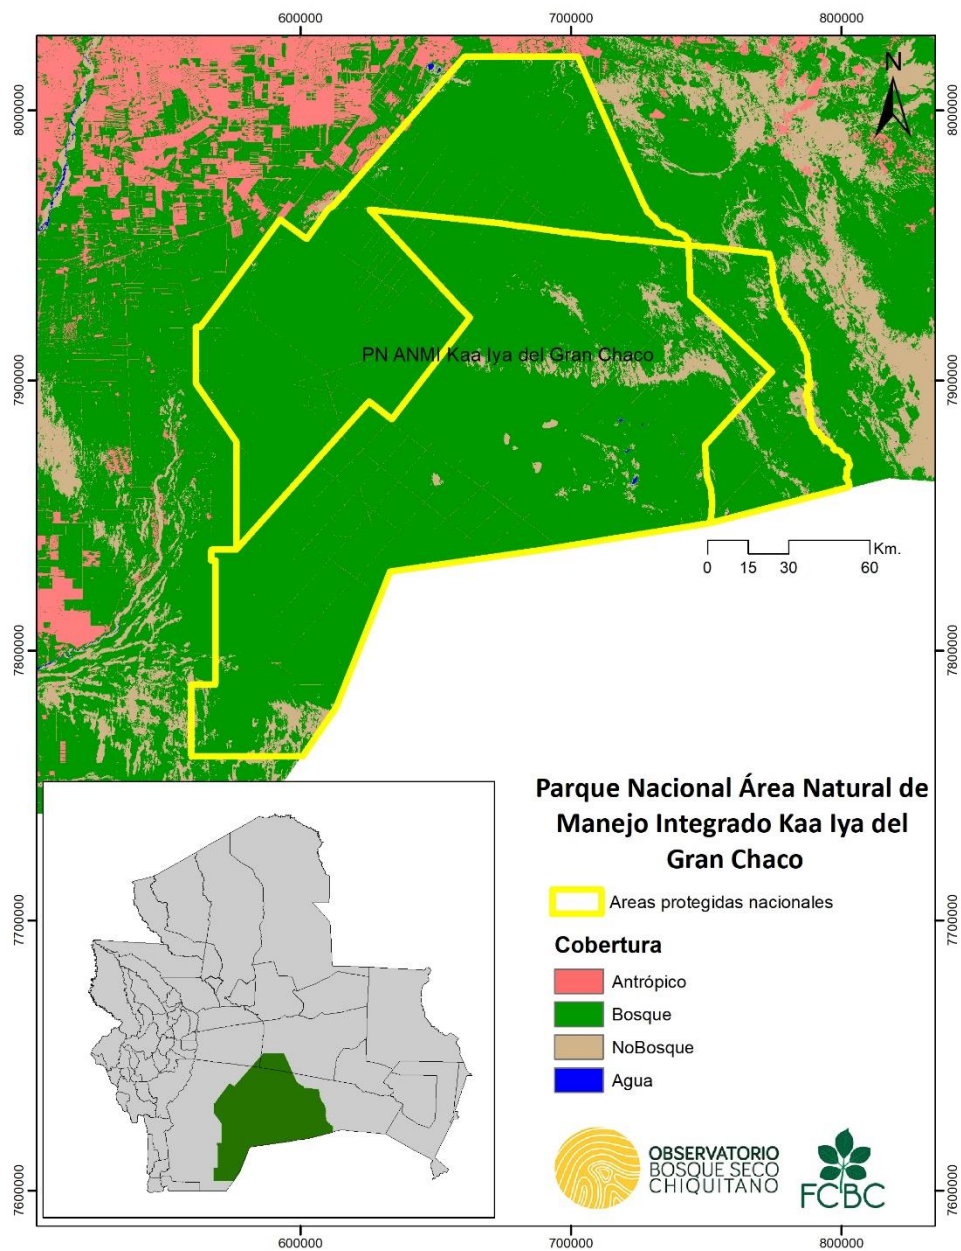 600000
700000
800000
8000000
8000000
N
PN ANMI Kaa Iya del Gran Chaco
7900000
7900000
Km.
0 15 30 60
7800000
7800000
Parque Nacional Área Natural de
Manejo Integrado Kaa Iya del
Gran Chaco
Areas protegidas nacionales
Cobertura
Antrópico
Bosque
NoBosque
Agua
7700000
7700000
OBSERVATORIO
BOSQUE SECO
CHIQUITANO
FCBC
7600000
7600000
600000
700000
800000